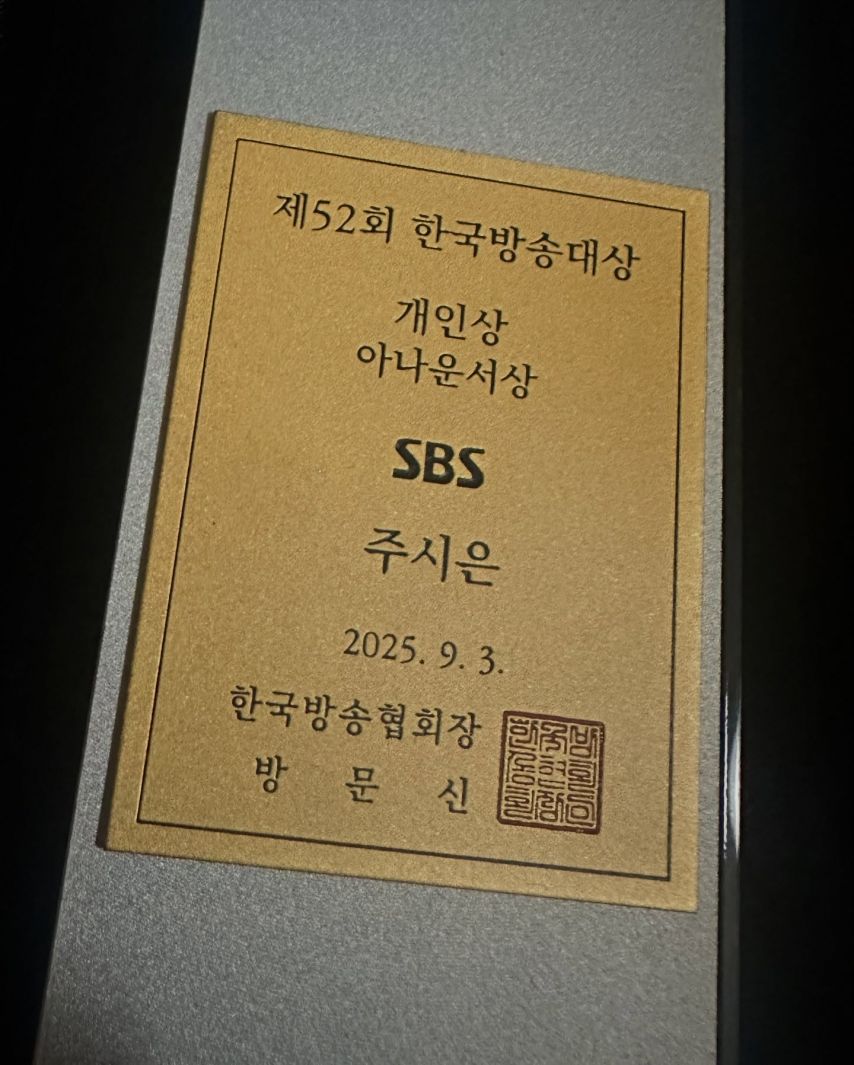 제52회 한국방송대상
개인상
아나운서상
SBS
주시은
2025. 9. 3.
한국방송협회장
방 문 신